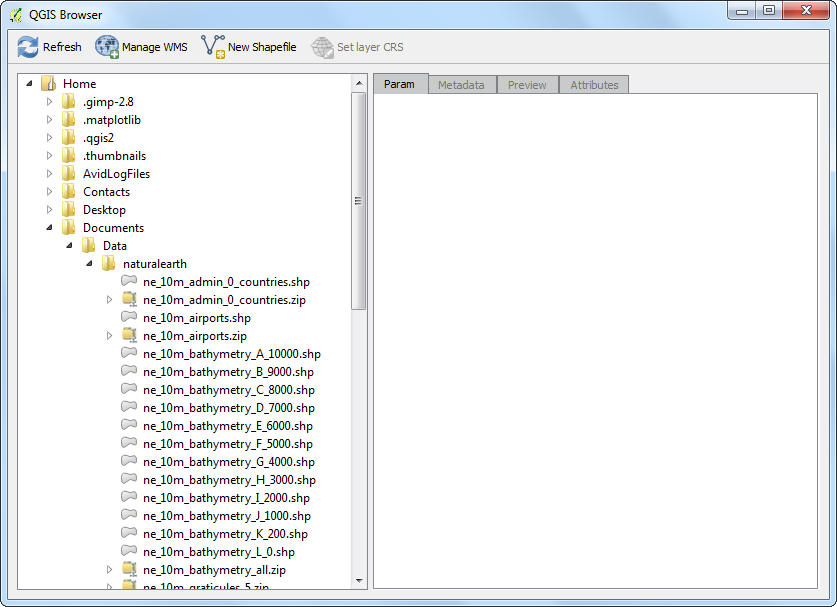 QGIS Browser
Refresh Manage WMS New Shapefile Set layer CRS
Home
.gimp-2.8
.matplotlib
.qgis2
.thumbnails
AvidLogFiles
Contacts
Desktop
Documents
Data
naturalearth
ne_10m_admin_0_countries.shp
ne_10m_admin_0_countries.zip
ne_10m_airports.shp
ne_10m_airports.zip
ne_10m_bathymetry_A_10000.shp
ne_10m_bathymetry_B_9000.shp
ne_10m_bathymetry_C_8000.shp
ne_10m_bathymetry_D_7000.shp
ne_10m_bathymetry_E_6000.shp
ne_10m_bathymetry_F_5000.shp
ne_10m_bathymetry_G_4000.shp
ne_10m_bathymetry_H_3000.shp
ne_10m_bathymetry_I_2000.shp
ne_10m_bathymetry_J_1000.shp
ne_10m_bathymetry_K_200.shp
ne_10m_bathymetry_L_0.shp
ne_10m_bathymetry_all.zip
ne_10m_graticules_5.zip
Param Metadata Preview Attributes